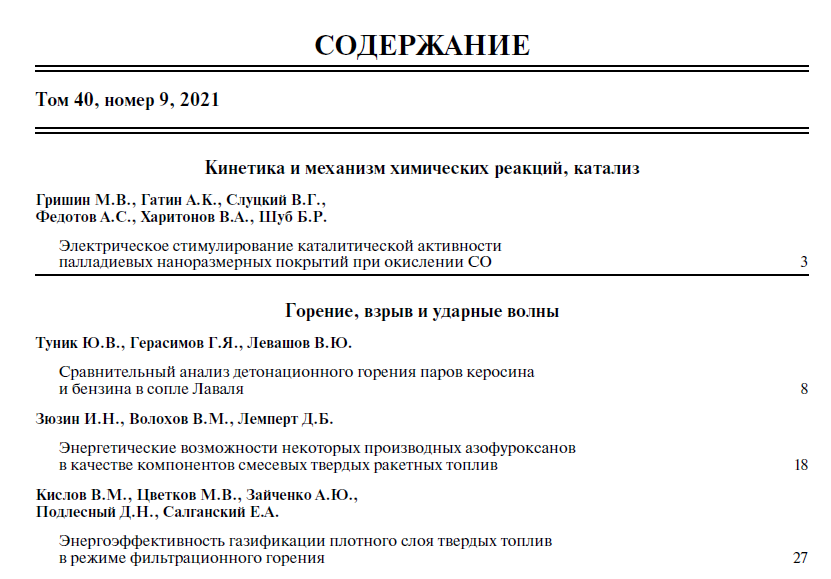 СОДЕРЖАНИЕ
Том 40, номер 9, 2021
Кинетика и механизм химических реакций, катализ
Гришин М.В., Гатин А.К., Слуцкий В.Г.,
Федотов А.С., Харитонов В.А., Шуб Б.Р.
Электрическое стимулирование каталитической активности
палладиевых наноразмерных покрытий при окислении СО 3
Горение, взрыв и ударные волны
Туник Ю.В., Герасимов Г.Я., Левашов В.Ю.
Сравнительный анализ детонационного горения паров керосина
и бензина в сопле Лаваля 8
Зюзин И.Н., Волохов В.М., Лемперт Д.Б.
Энергетические возможности некоторых производных азофуроксанов
в качестве компонентов смесевых твердых ракетных топлив 18
Кислов В.М., Цветков М.В., Зайченко А.Ю.,
Подлесный Д.Н., Салганский Е.А.
Энергоэффективность газификации плотного слоя твердых топлив
в режиме фильтрационного горения 27